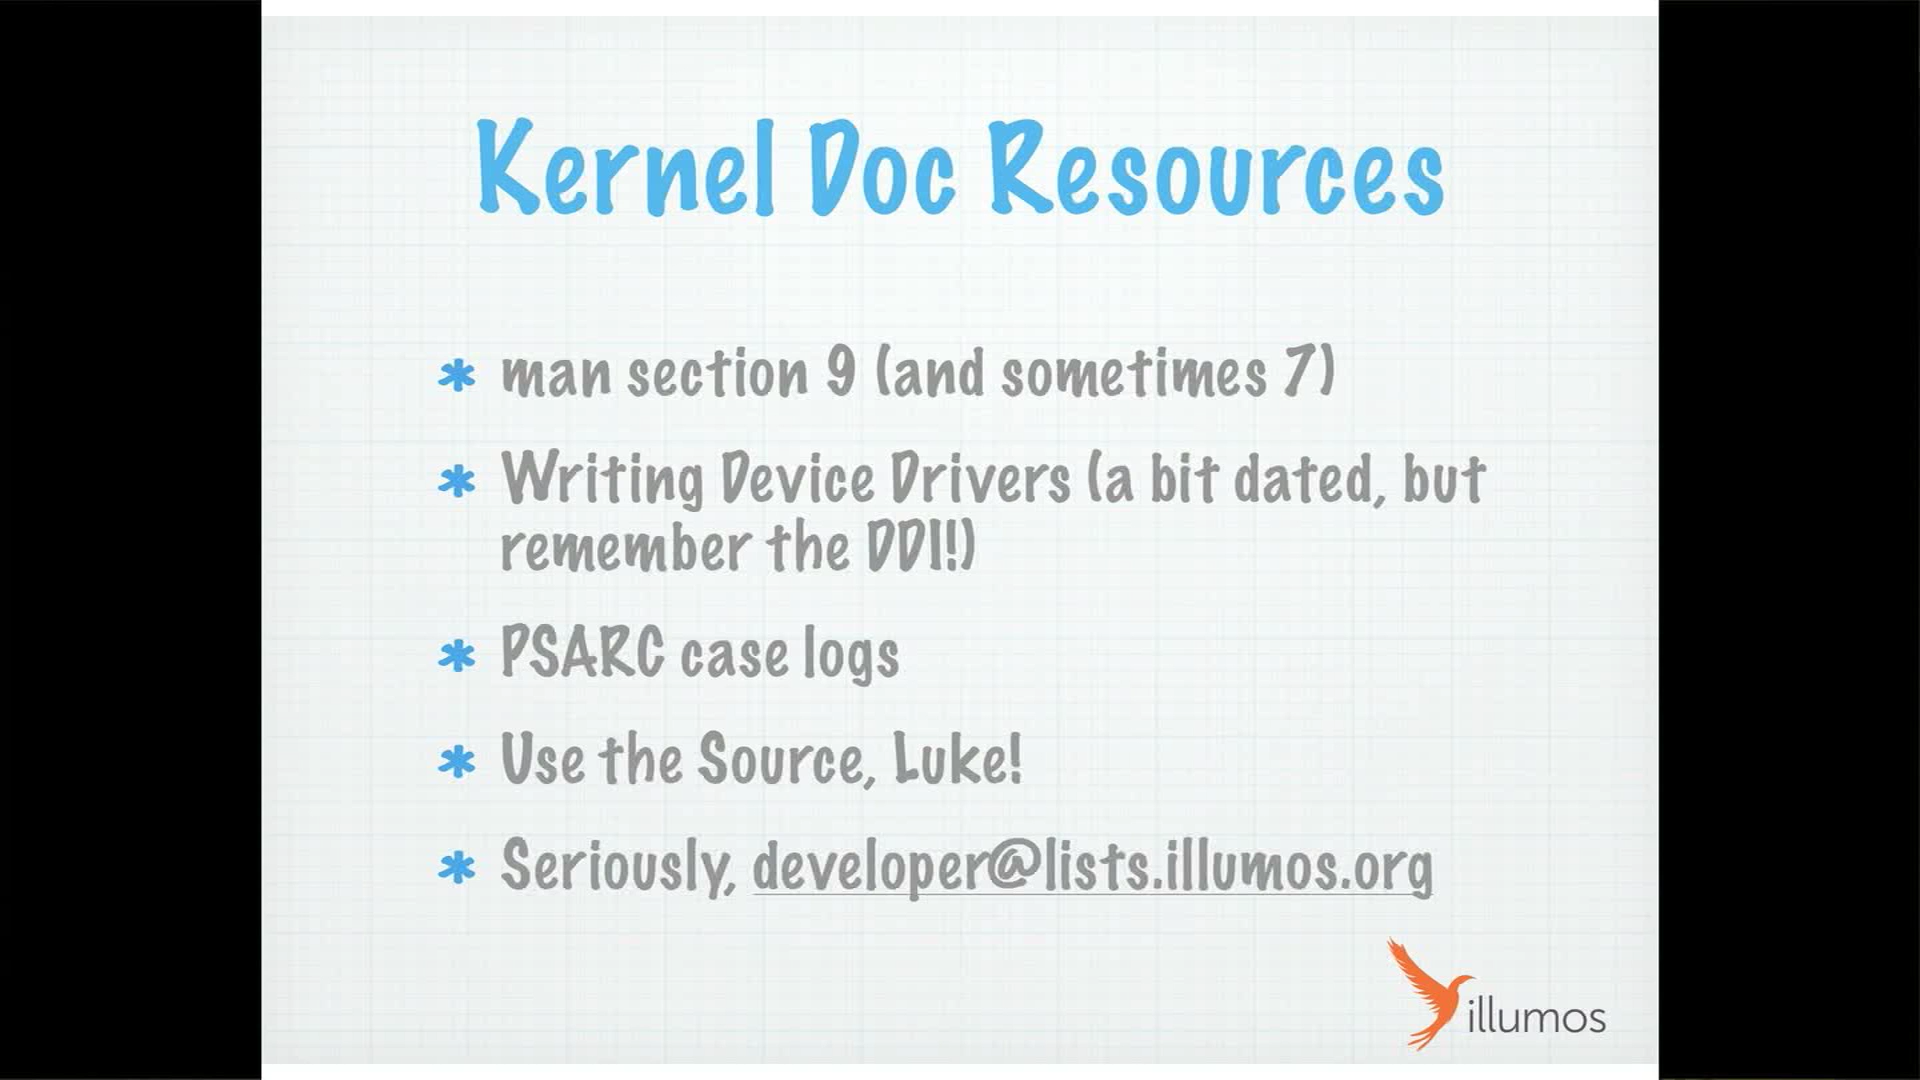 Kernel Doc Resources
* man section 9 (and sometimes 7)
* Writing Device Drivers (a bit dated, but
remember the DDI!)
* PSARC case logs
* Use the Source, Luke!
* Seriously, developer@lists.illumos.org
illumos